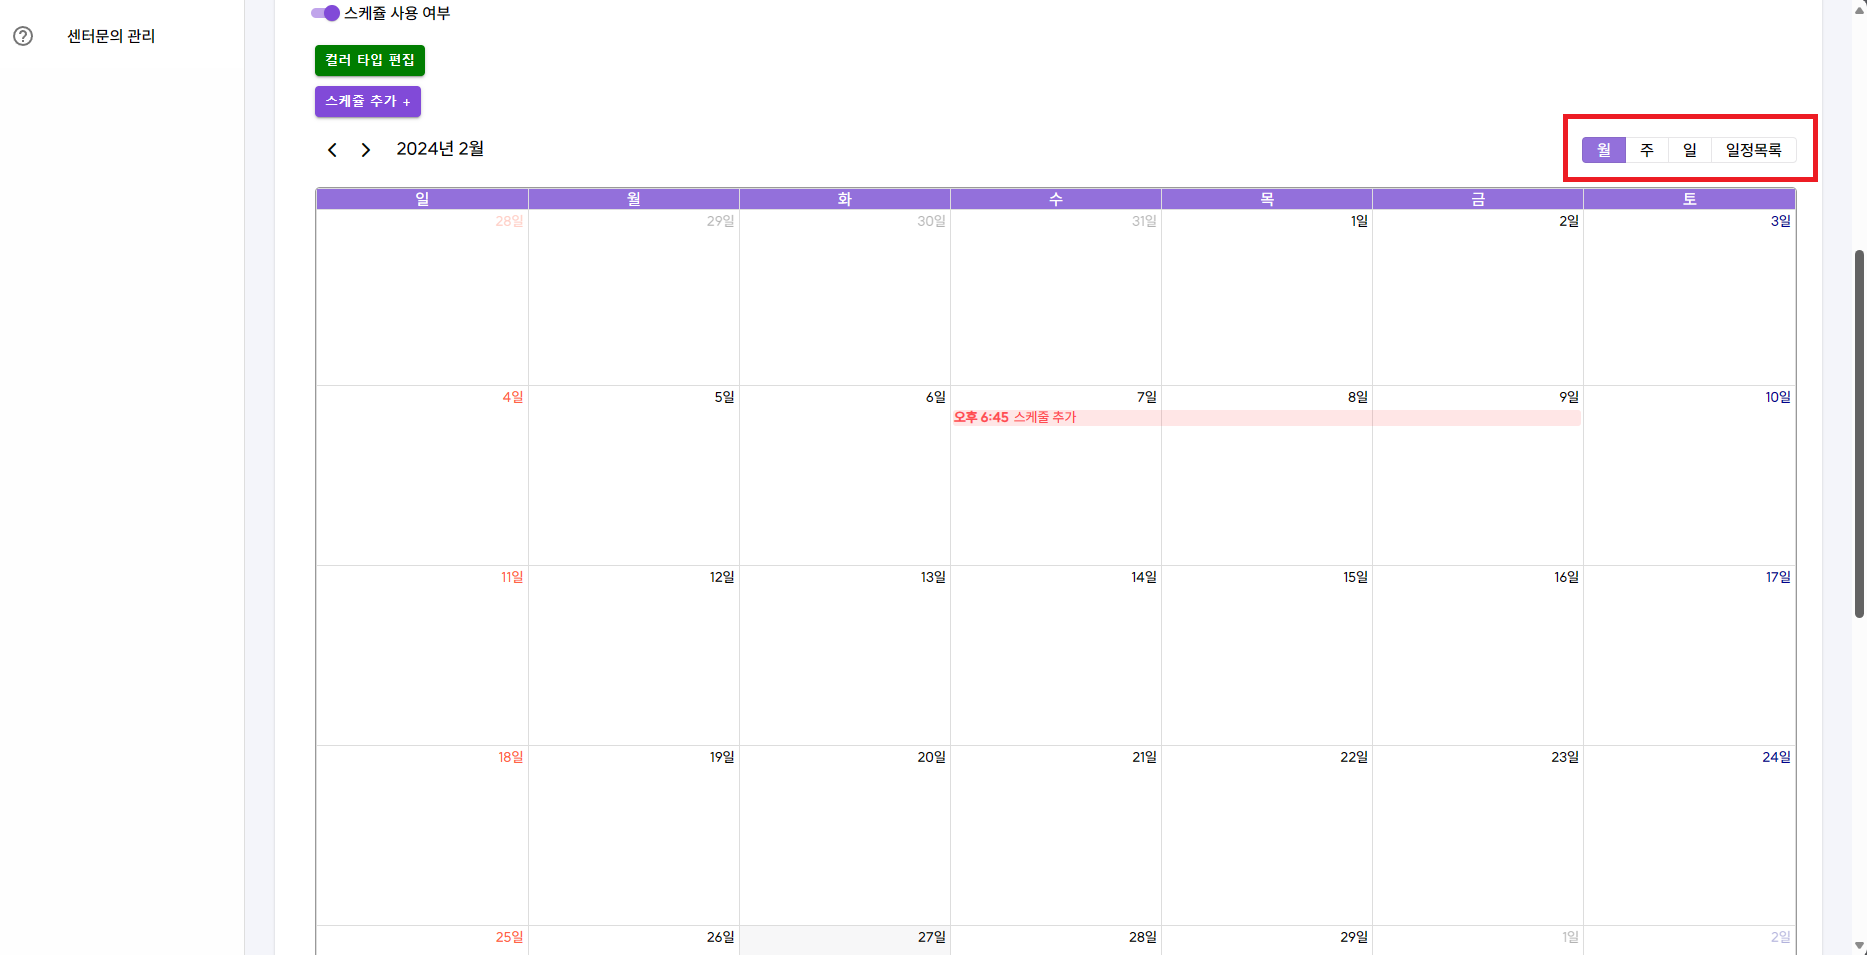 스케쥴 사용 여부
센터문의 관리
컬러 타입 편집
스케쥴 추가 +
2024년 2월
월 주 일 일정목록
일 월 화 수 목 금 토
28일 29일 30일 31일 1일 2일 3일
4일 5일 6일 7일 8일 9일 10일
오후 6:45 스케줄 추가
11일 12일 13일 14일 15일 16일 17일
18일 19일 20일 21일 22일 23일 24일
25일 26일 27일 28일 29일 1일 2일